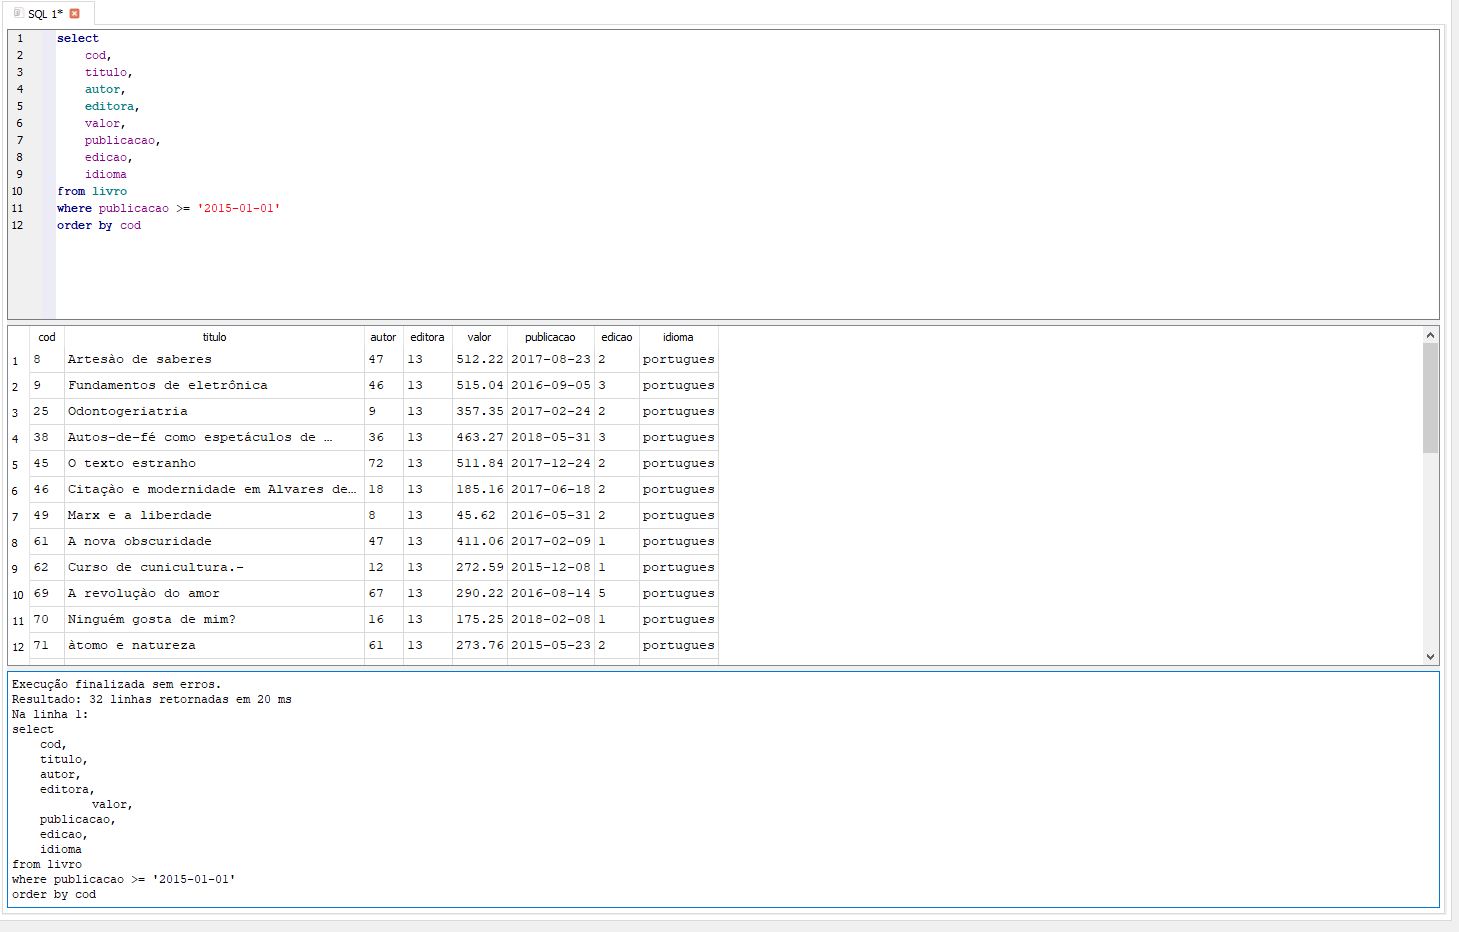 SQL 1*
1 select
2 cod,
3 titulo,
4 autor,
5 editora,
6 valor,
7 publicacao,
8 edicao,
9 idioma
10 from livro
11 where publicacao >= '2015-01-01'
12 order by cod
cod titulo autor editora valor publicacao edicao idioma
1 8 Artesào de saberes 47 13 512.22 2017-08-23 2 portugues
2 9 Fundamentos de eletrônica 46 13 515.04 2016-09-05 3 portugues
3 25 Odontogeriatria 9 13 357.35 2017-02-24 2 portugues
4 38 Autos-de-fé como espetáculos de … 36 13 463.27 2018-05-31 3 portugues
5 45 O texto estranho 72 13 511.84 2017-12-24 2 portugues
6 46 Citaçào e modernidade em Alvares de… 18 13 185.16 2017-06-18 2 portugues
7 49 Marx e a liberdade 8 13 45.62 2016-05-31 2 portugues
8 61 A nova obscuridade 47 13 411.06 2017-02-09 1 portugues
9 62 Curso de cunicultura.- 12 13 272.59 2015-12-08 1 portugues
10 69 A revoluçào do amor 67 13 290.22 2016-08-14 5 portugues
11 70 Ninguém gosta de mim? 16 13 175.25 2018-02-08 1 portugues
12 71 àtomo e natureza 61 13 273.76 2015-05-23 2 portugues
Execução finalizada sem erros.
Resultado: 32 linhas retornadas em 20 ms
Na linha 1:
select
cod,
titulo,
autor,
editora,
valor,
publicacao,
edicao,
idioma
from livro
where publicacao >= '2015-01-01'
order by cod